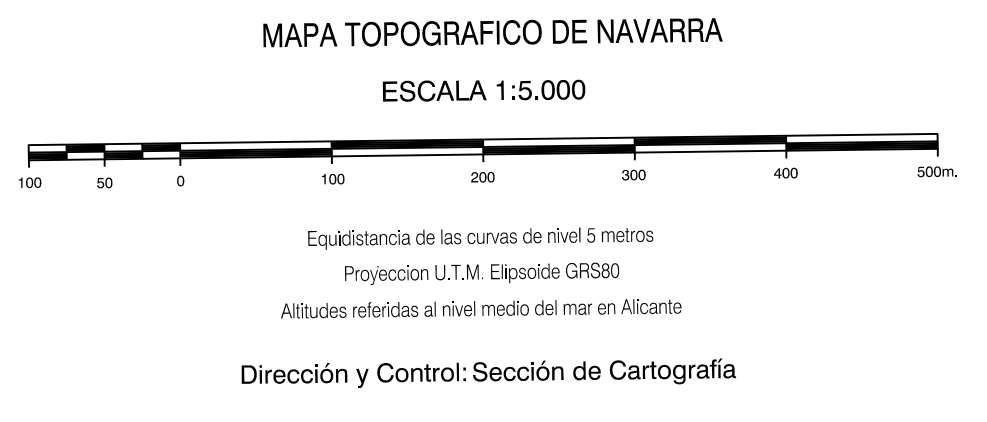 MAPA TOPOGRAFICO DE NAVARRA
ESCALA 1:5.000
100 50 0 100 200 300 400 500m.
Equidistancia de las curvas de nivel 5 metros
Proyeccion U.T.M. Elipsoide GRS80
Altitudes referidas al nivel medio del mar en Alicante
Dirección y Control: Sección de Cartografía